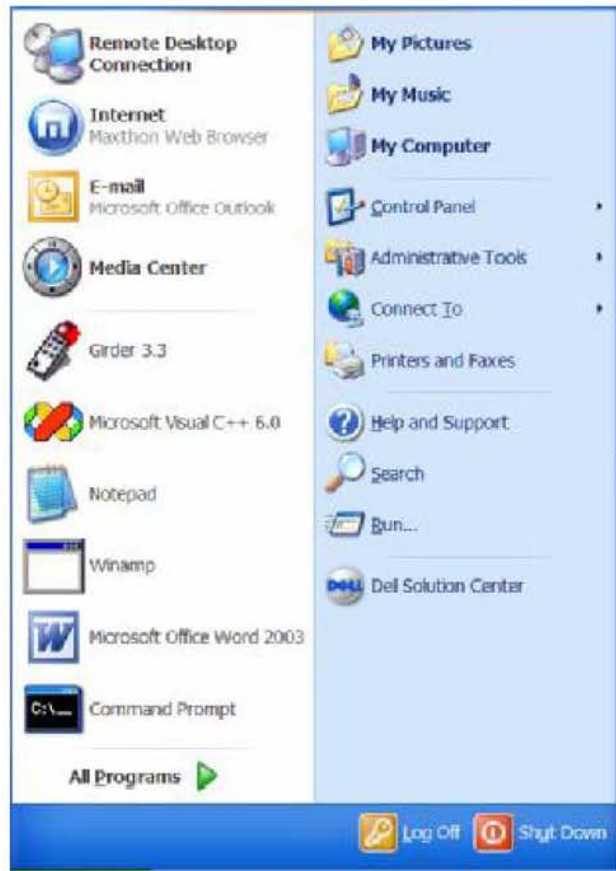 Remote Desktop
Connection
Internet
Maxthon Web Browser
E-mail
Microsoft Office Outlook
Media Center
Girder 3.3
Microsoft Visual C++ 6.0
Notepad
Winamp
Microsoft Office Word 2003
C:\_
Command Prompt
All Programs
My Pictures
My Music
My Computer
Control Panel
Administrative Tools
Connect To
Printers and Faxes
Help and Support
Search
Run...
DELL Dell Solution Center
Log Off
Shut Down